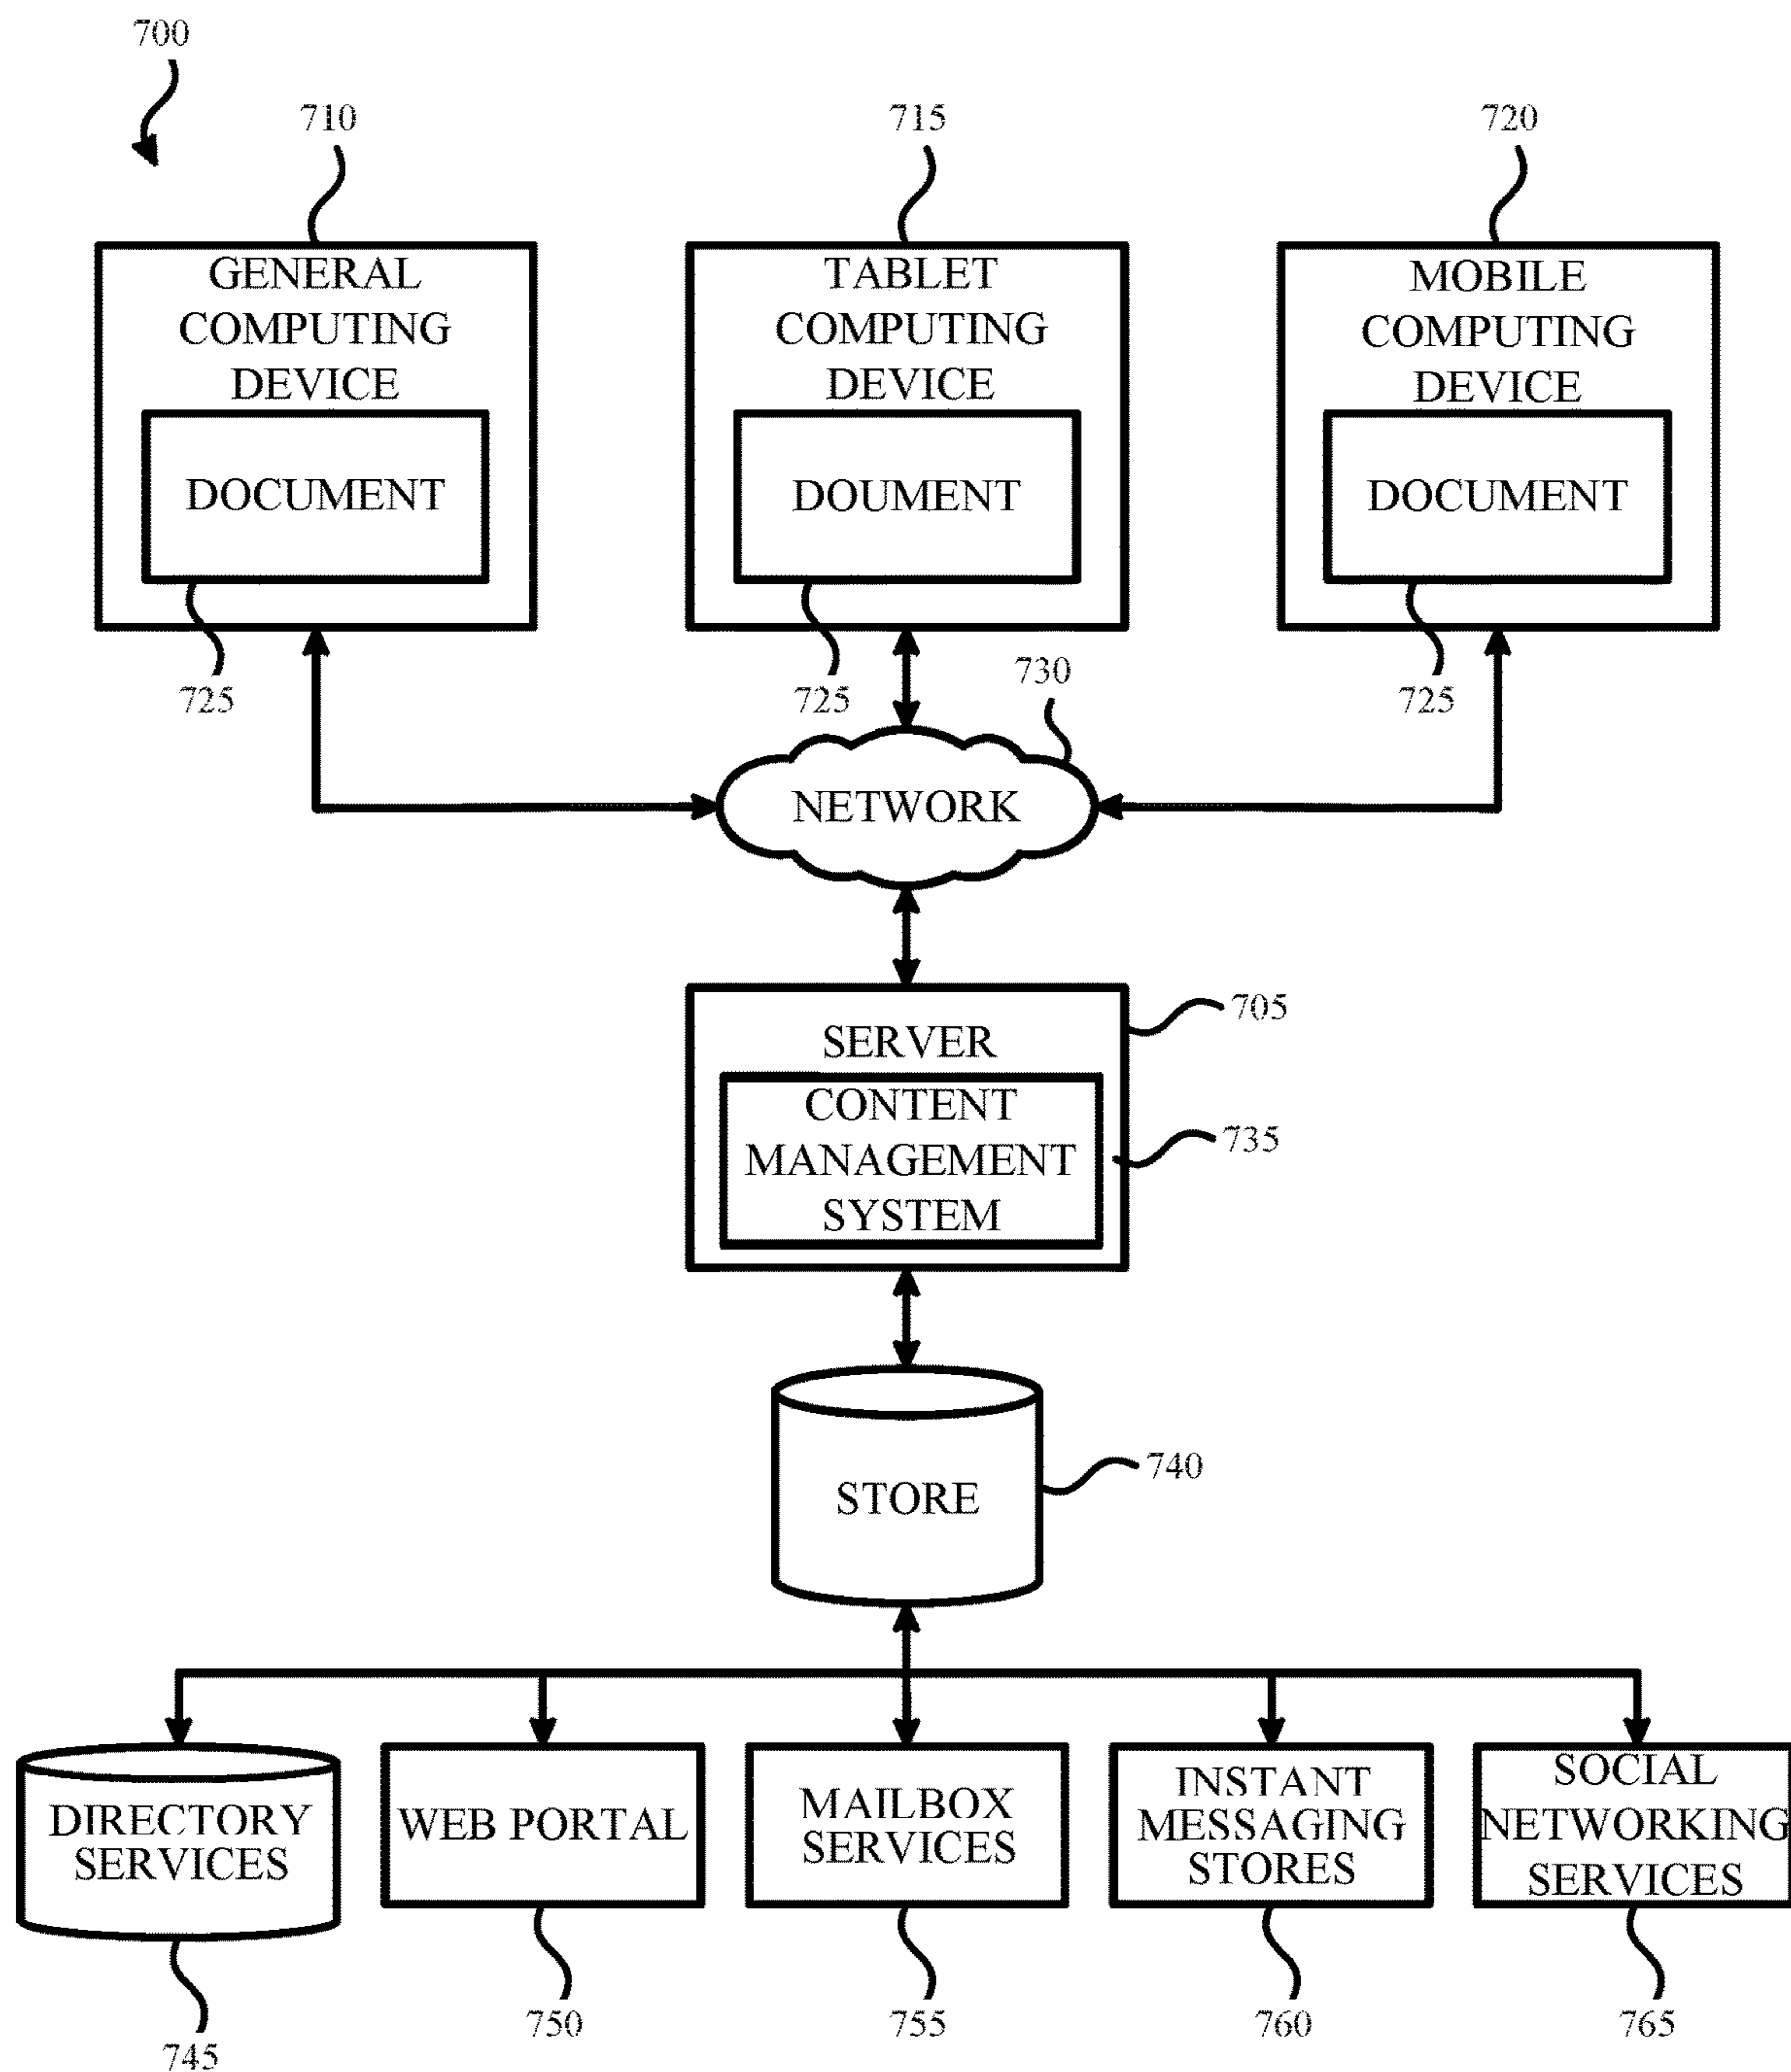 700
710
715
720
GENERAL
COMPUTING
DEVICE
DOCUMENT
TABLET
COMPUTING
DEVICE
DOUMENT
MOBILE
COMPUTING
DEVICE
DOCUMENT
725
725
725
730
NETWORK
705
SERVER
CONTENT
MANAGEMENT
SYSTEM
735
STORE
740
DIRECTORY
SERVICES
WEB PORTAL
MAILBOX
SERVICES
INSTANT
MESSAGING
STORES
SOCIAL
NETWORKING
SERVICES
745
750
755
760
765